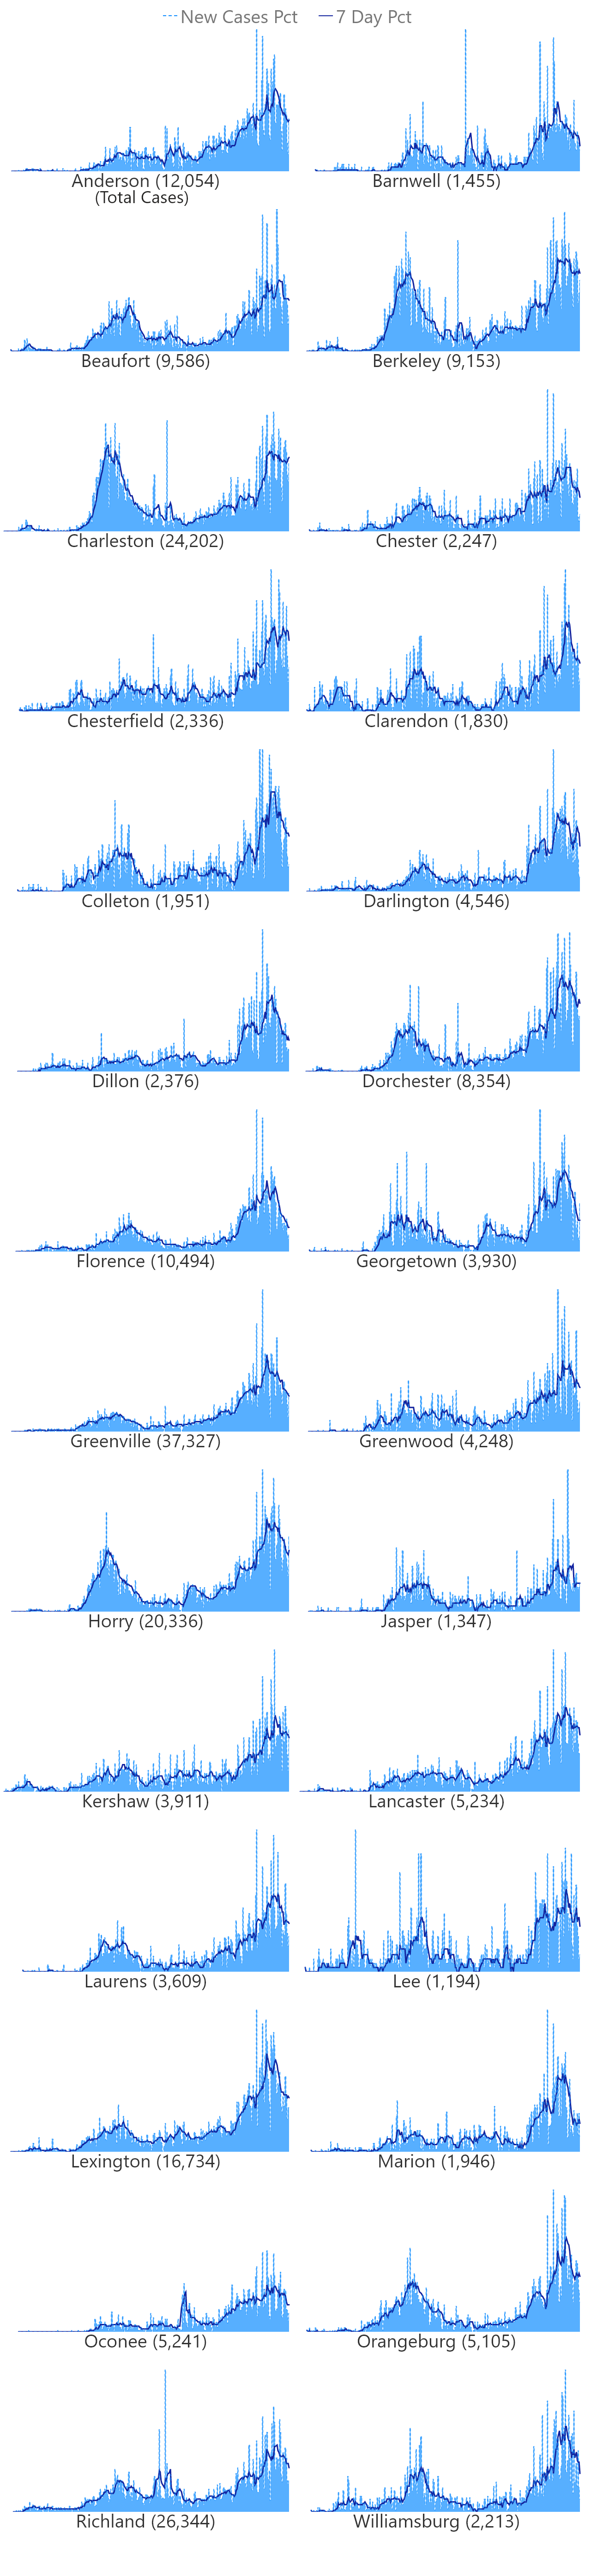 New Cases Pct 7 Day Pct
Anderson (12,054) Barnwell (1,455)
(Total Cases)
Beaufort (9,586) Berkeley (9,153)
Charleston (24,202) Chester (2,247)
Chesterfield (2,336) Clarendon (1,830)
Colleton (1,951) Darlington (4,546)
Dillon (2,376) Dorchester (8,354)
Florence (10,494) Georgetown (3,930)
Greenville (37,327) Greenwood (4,248)
Horry (20,336) Jasper (1,347)
Kershaw (3,911) Lancaster (5,234)
Laurens (3,609) Lee (1,194)
Lexington (16,734) Marion (1,946)
Oconee (5,241) Orangeburg (5,105)
Richland (26,344) Williamsburg (2,213)